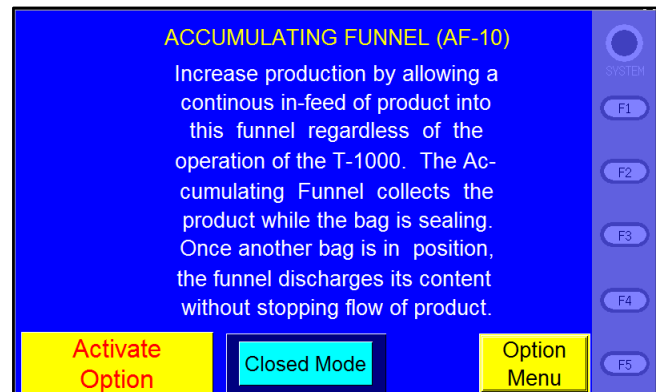 ACCUMULATING FUNNEL (AF-10)
Increase production by allowing a
continous in-feed of product into
this funnel regardless of the
operation of the T-1000. The Ac-
cumulating Funnel collects the
product while the bag is sealing.
Once another bag is in position,
the funnel discharges its content
without stopping flow of product.
Activate
Option
Closed Mode
Option
Menu
SYSTEM
F1
F2
F3
F4
F5